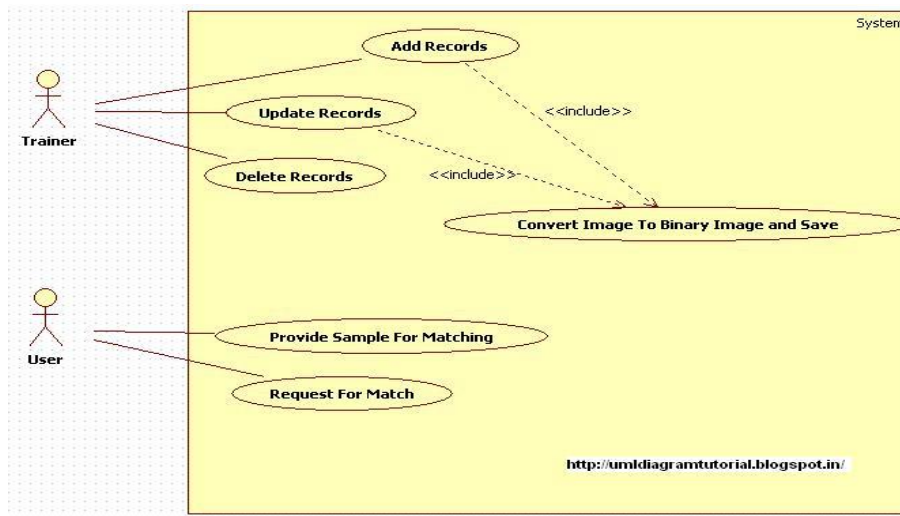 System
Add Records
<<include>>
Update Records
Trainer
Delete Records
<<include>>
Convert Image To Binary Image and Save
Provide Sample For Matching
User
Request For Match
http://umldiagramtutorial.blogspot.in/